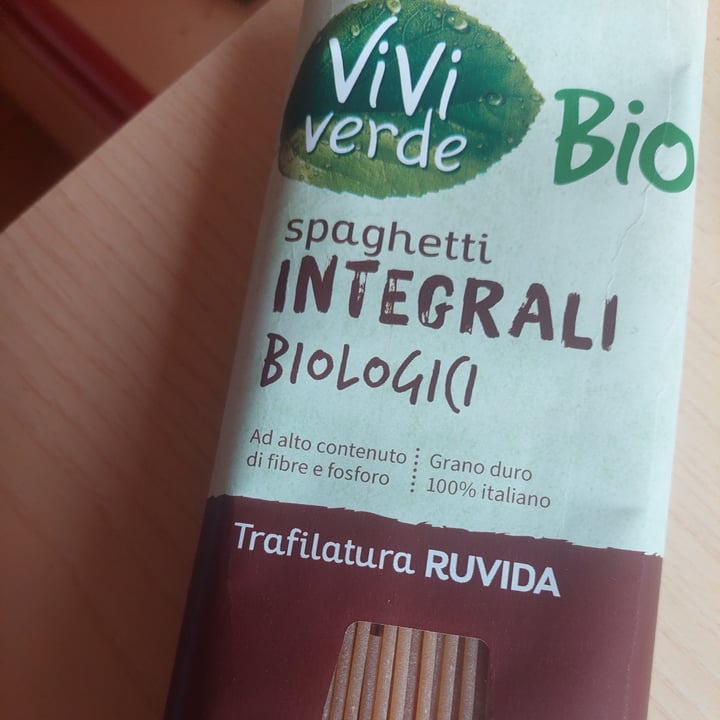 ViVi
verde
Bio
spaghetti
INTEGRALI
BIOLOGICI
Ad alto contenuto
di fibre e fosforo
Grano duro
100% italiano
Trafilatura RUVIDA